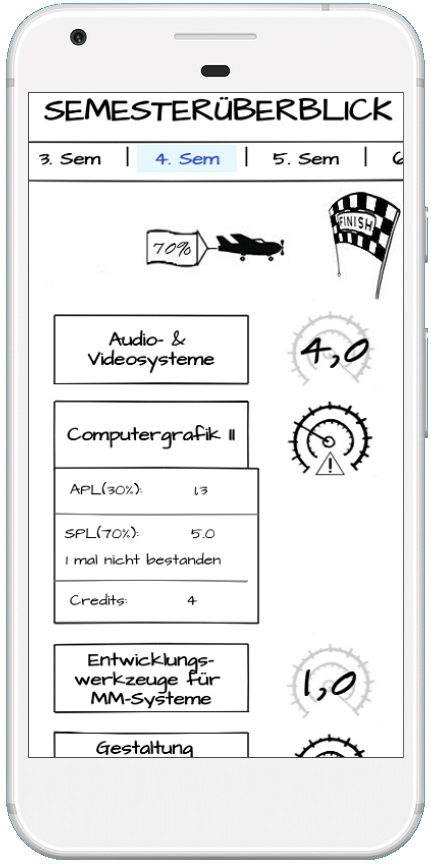 SEMESTERÜBERBLICK
3. Sem | 4. Sem | 5. Sem | 6
70%
FINISH
Audio- &
Videosysteme
4,0
Computergrafik II
APL(30%): 1,3
SPL(70%): 5.0
1 mal nicht bestanden
Credits: 4
Entwicklungs-
werkzeuge für
MM-Systeme
1,0
Gestaltung